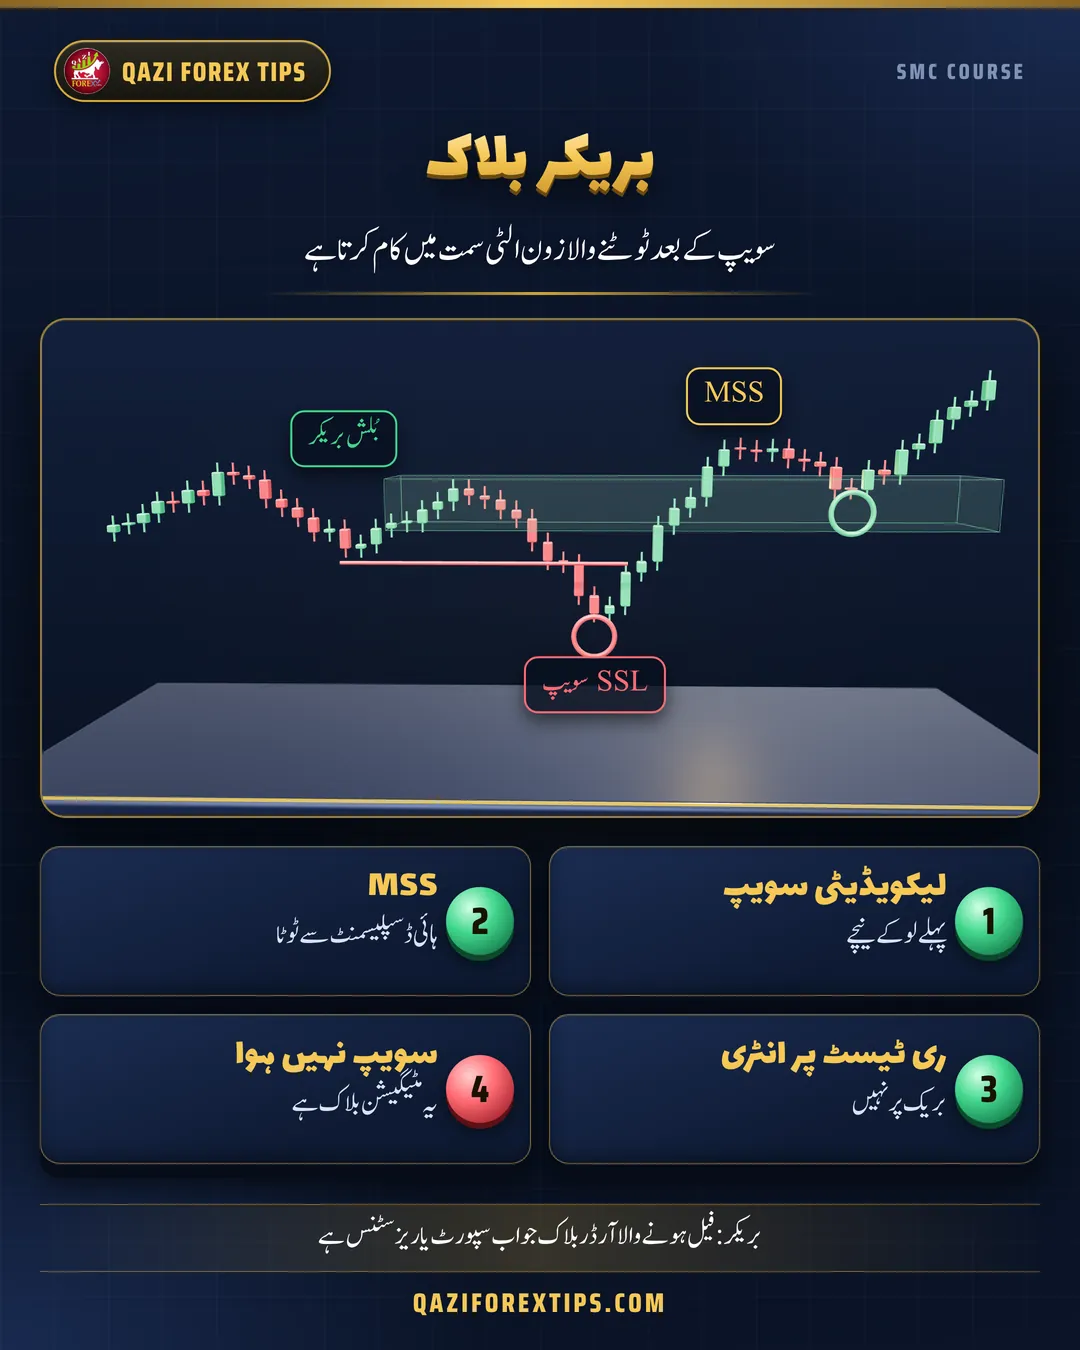 QAZI FOREX TIPS
SMC COURSE
بریکر بلاک
سویپ کے بعد ٹوٹنے والا زون الٹی سمت میں کام کرتا ہے
MSS
بُلش بریکر
SSL سویپ
1
لیکویڈیٹی سویپ
پہلے لو کے نیچے
2
MSS
ہائی ڈسپلیسمنٹ سے ٹوٹا
3
ری ٹیسٹ پر انٹری
بریک پر نہیں
4
سویپ نہیں ہوا
یہ مٹیگیشن بلاک ہے
بریکر: فیل ہونے والا آرڈر بلاک جو اب سپورٹ یا ریزسٹنس ہے
QAZIFOREXTIPS.COM